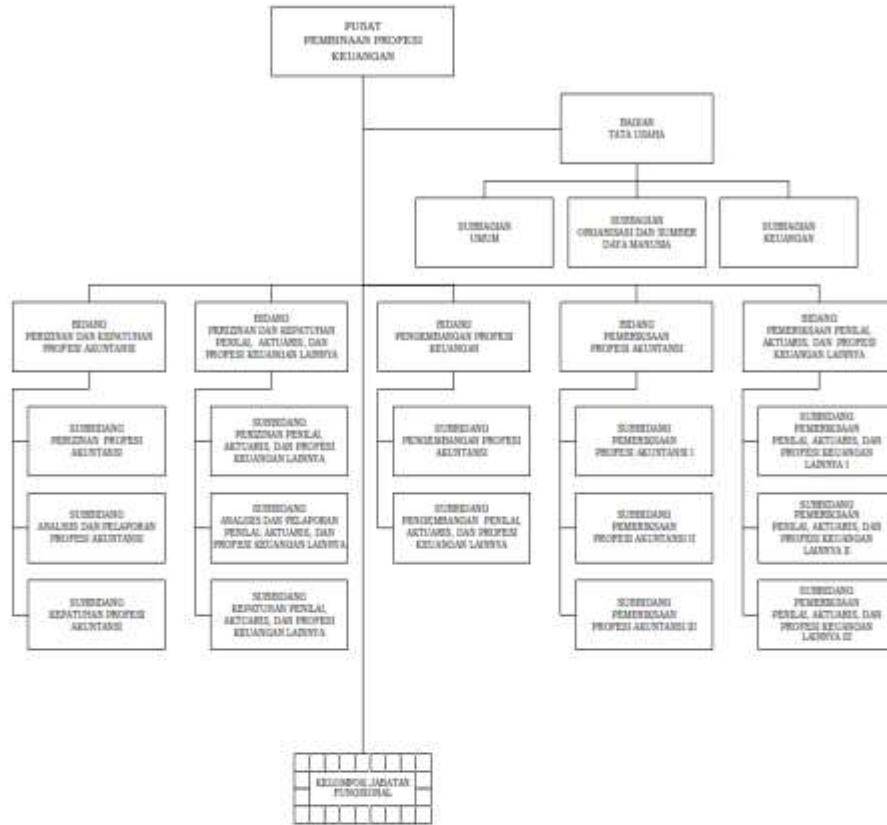 PUSAT
PEMBINAAN PROFESI
KEUANGAN
BAGIAN
TATA USAHA
SUBBAGIAN
UMUM
SUBBAGIAN
ORGANISASI DAN SUMBER
DAYA MANUSIA
SUBBAGIAN
KEUANGAN
BIDANG
PERIZINAN DAN KEPATUHAN
PROFESI AKUNTANSI
BIDANG
PERIZINAN DAN KEPATUHAN
PENILAI, AKTUARIS, DAN
PROFESI KEUANGAN LAINNYA
BIDANG
PENGEMBANGAN PROFESI
KEUANGAN
BIDANG
PEMERIKSAAN
PROFESI AKUNTANSI
BIDANG
PEMERIKSAAN PENILAI,
AKTUARIS, DAN PROFESI
KEUANGAN LAINNYA
SUBBIDANG
PERIZINAN PROFESI
AKUNTANSI
SUBBIDANG
PERIZINAN PENILAI,
AKTUARIS, DAN PROFESI
KEUANGAN LAINNYA
SUBBIDANG
PENGEMBANGAN PROFESI
AKUNTANSI
SUBBIDANG
PEMERIKSAAN
PROFESI AKUNTANSI I
SUBBIDANG
PEMERIKSAAN
PENILAI, AKTUARIS, DAN
PROFESI KEUANGAN
LAINNYA I
SUBBIDANG
ANALISIS DAN PELAPORAN
PROFESI AKUNTANSI
SUBBIDANG
ANALISIS DAN PELAPORAN
PENILAI, AKTUARIS, DAN
PROFESI KEUANGAN LAINNYA
SUBBIDANG
PENGEMBANGAN PENILAI,
AKTUARIS, DAN PROFESI
KEUANGAN LAINNYA
SUBBIDANG
PEMERIKSAAN
PROFESI AKUNTANSI II
SUBBIDANG
PEMERIKSAAN
PENILAI, AKTUARIS, DAN
PROFESI KEUANGAN
LAINNYA II
SUBBIDANG
KEPATUHAN PROFESI
AKUNTANSI
SUBBIDANG
KEPATUHAN PENILAI,
AKTUARIS, DAN PROFESI
KEUANGAN LAINNYA
SUBBIDANG
PEMERIKSAAN
PROFESI AKUNTANSI III
SUBBIDANG
PEMERIKSAAN
PENILAI, AKTUARIS, DAN
PROFESI KEUANGAN
LAINNYA III
KELOMPOK JABATAN
FUNGSIONAL